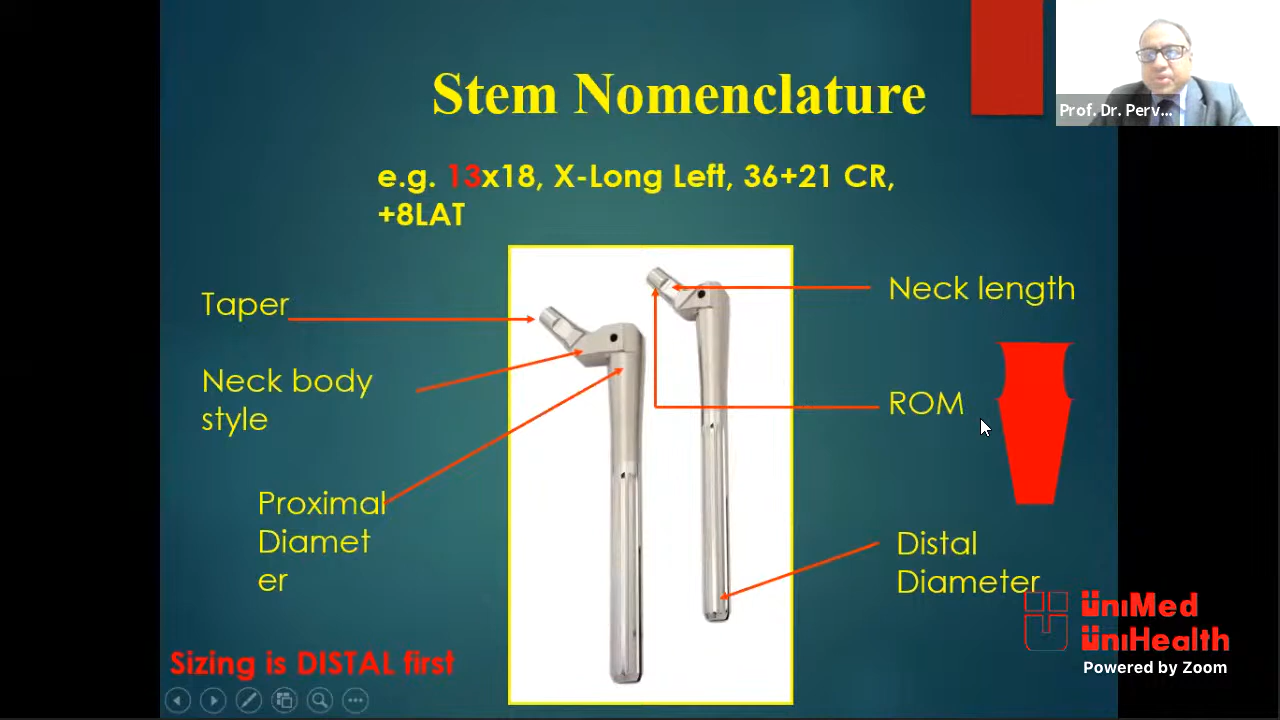 Stem Nomenclature
e.g. 13x18, X-Long Left, 36+21 CR,
+8LAT
Taper
Neck body
style
Proximal
Diamet
er
Neck length
ROM
Distal
Diameter
Sizing is DISTAL first
Prof. Dr. Perv...
ÜnıMed
ÜnıHealth
Powered by Zoom